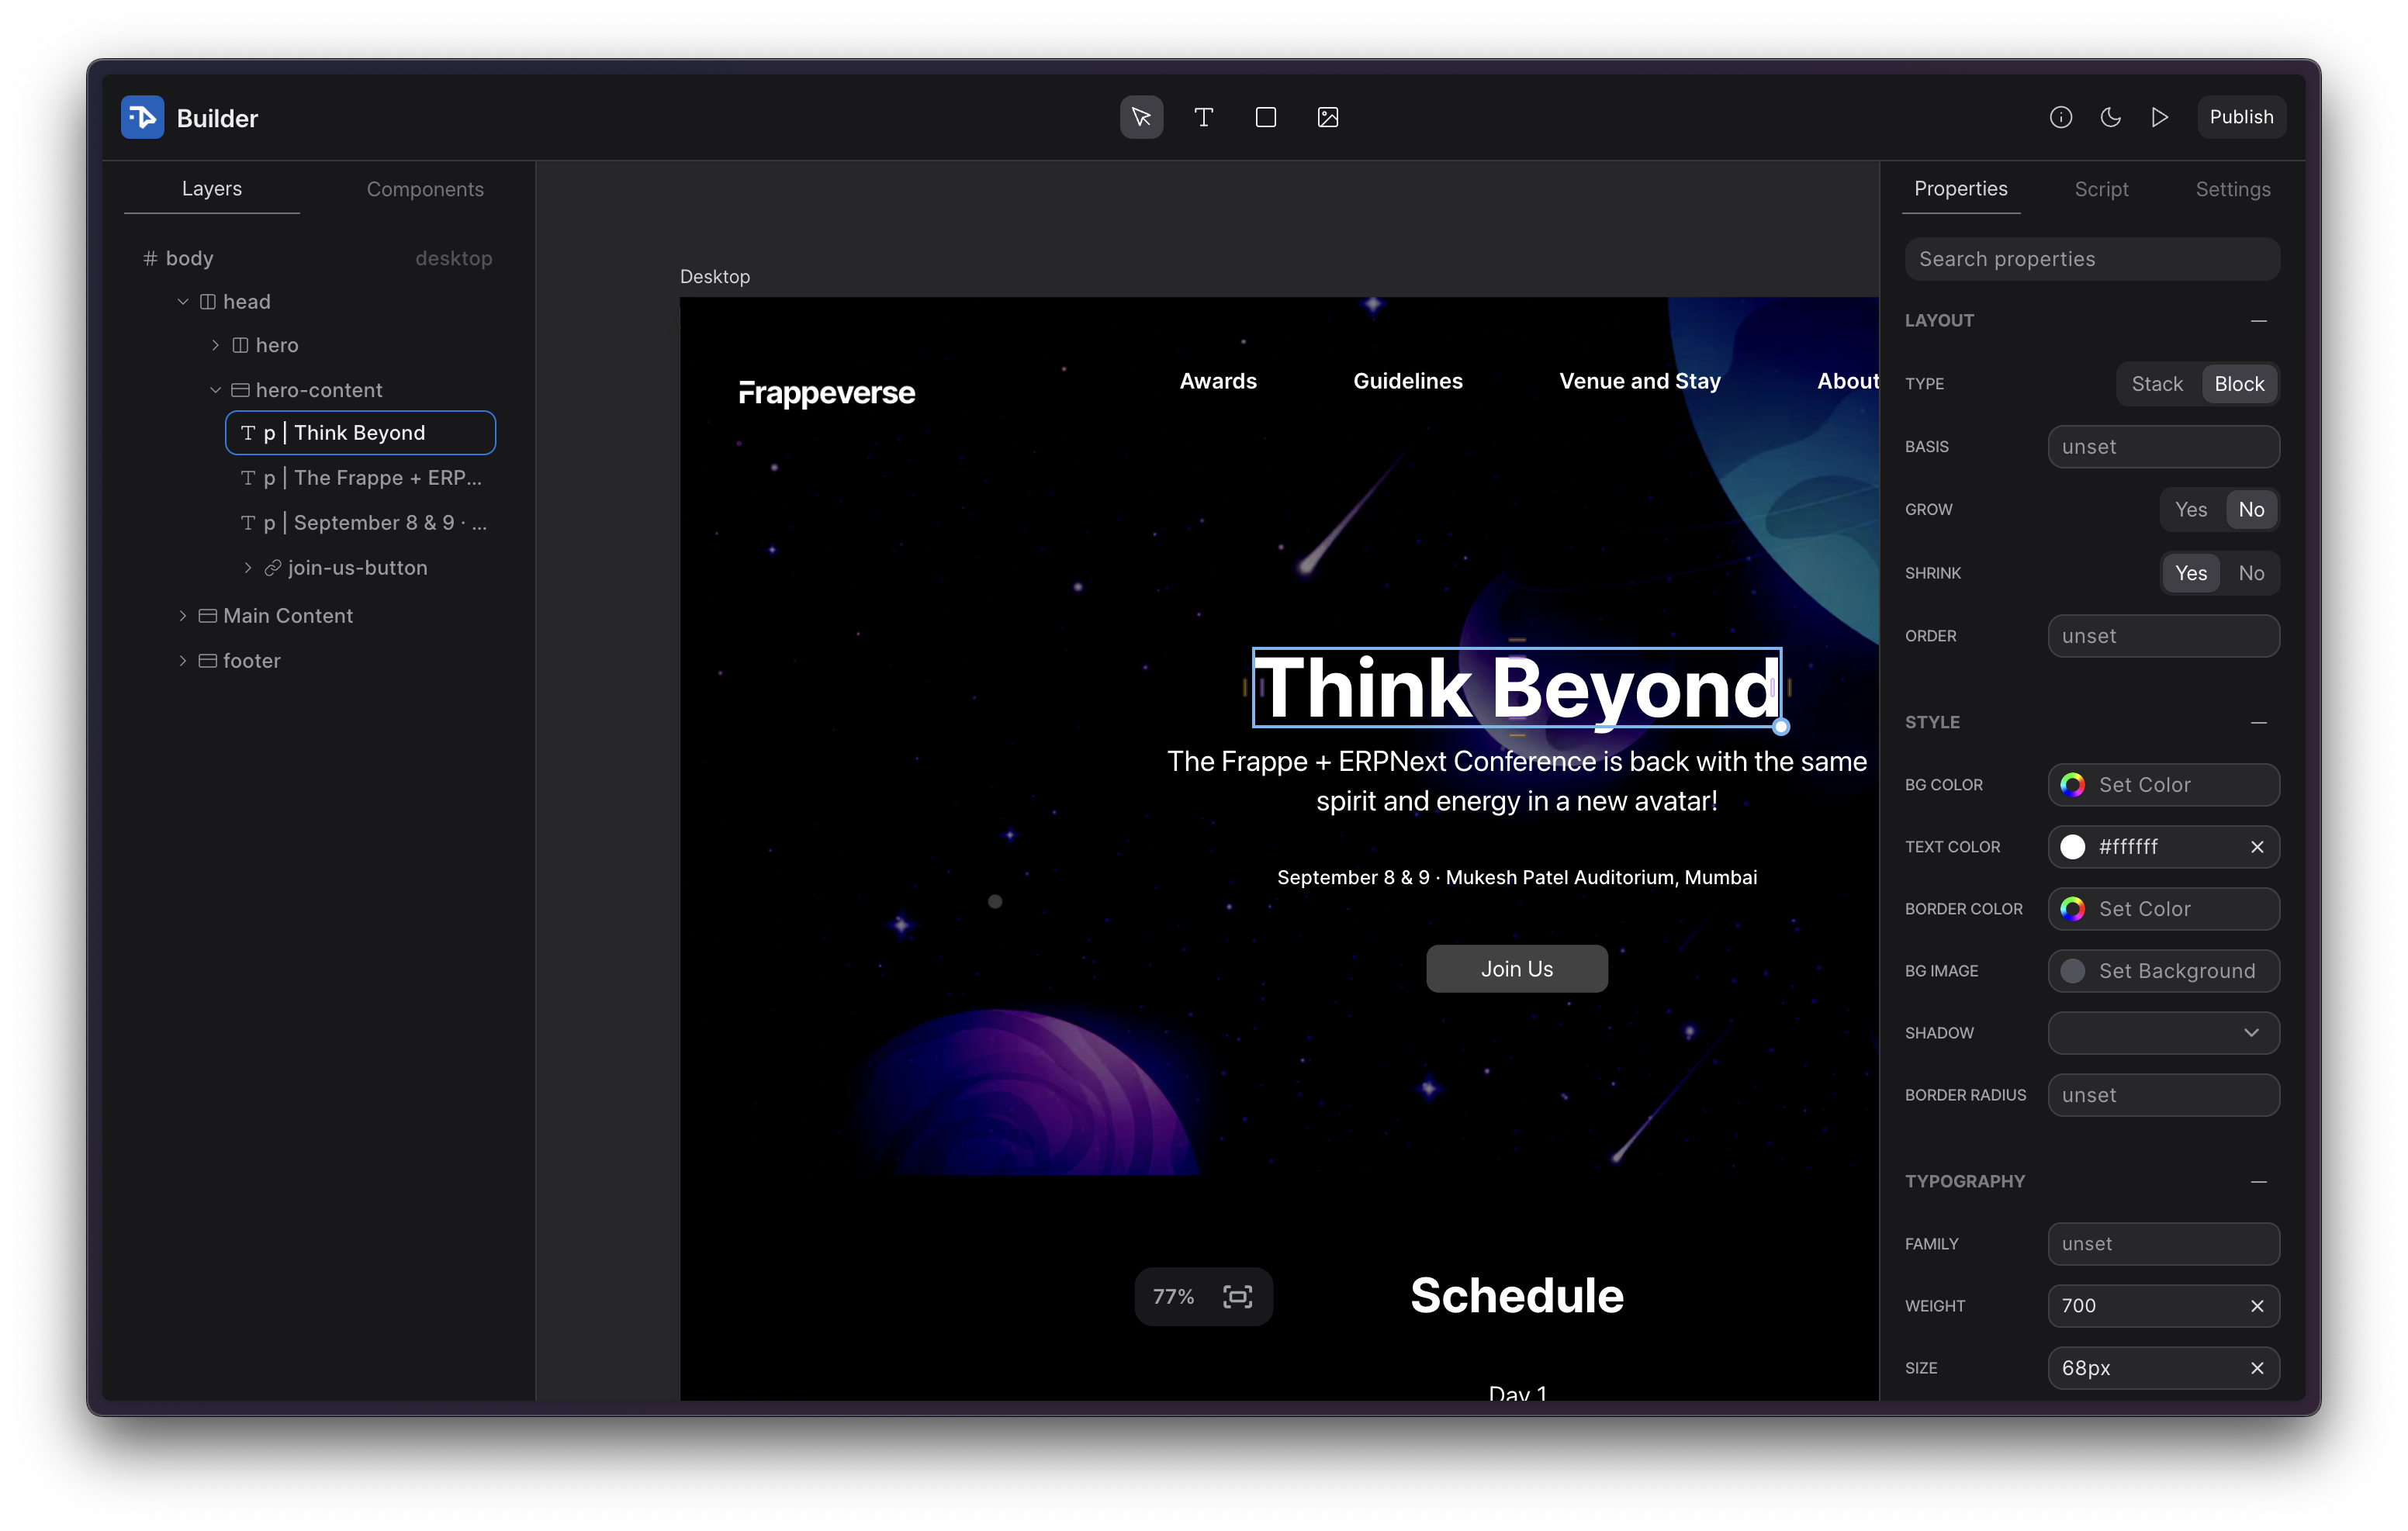 Builder
Publish
Layers
Components
# body
desktop
head
hero
hero-content
p | Think Beyond
p | The Frappe + ERP...
p | September 8 & 9 · ...
join-us-button
Main Content
footer
Desktop
Frappeverse
Awards
Guidelines
Venue and Stay
About
Think Beyond
The Frappe + ERPNext Conference is back with the same
spirit and energy in a new avatar!
September 8 & 9 · Mukesh Patel Auditorium, Mumbai
Join Us
77%
Schedule
Day 1
Properties
Script
Settings
Search properties
LAYOUT
TYPE
Stack
Block
BASIS
unset
GROW
Yes
No
SHRINK
Yes
No
ORDER
unset
STYLE
BG COLOR
Set Color
TEXT COLOR
#ffffff
BORDER COLOR
Set Color
BG IMAGE
Set Background
SHADOW
BORDER RADIUS
unset
TYPOGRAPHY
FAMILY
unset
WEIGHT
700
SIZE
68px